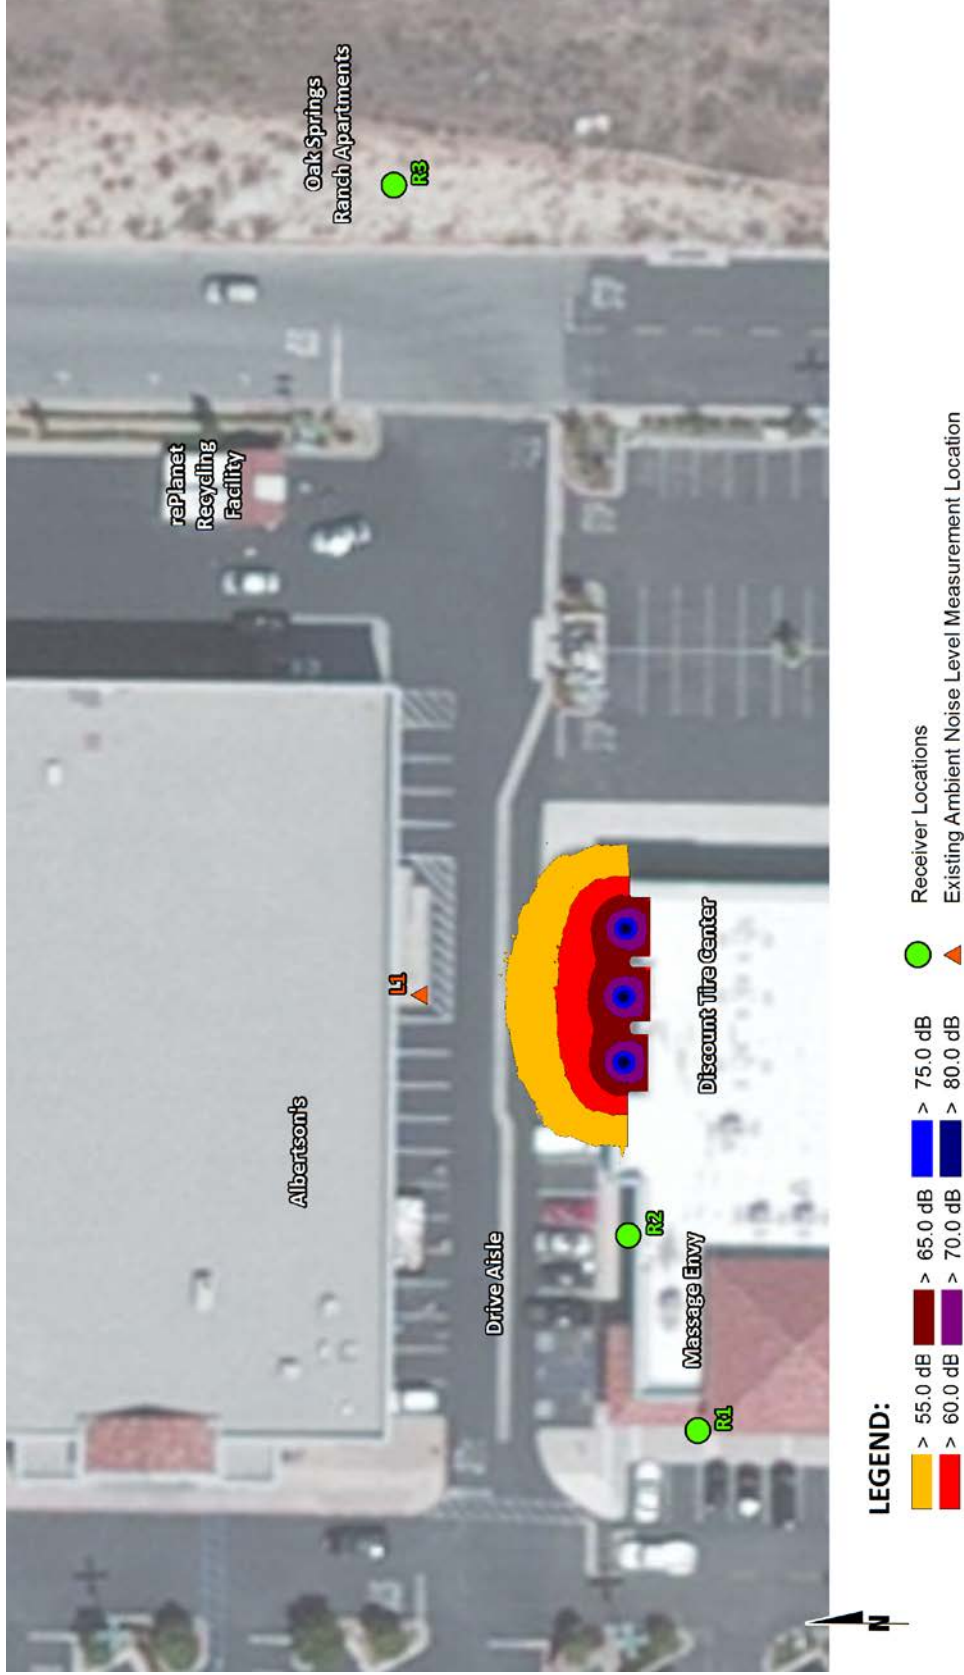 Oak Springs
Ranch Apartments
R3
rePlanet
Recycling
Facility
L1
Albertson's
Drive Aisle
Discount Tire Center
R2
Massage Envy
R1
LEGEND:
> 55.0 dB
> 65.0 dB
> 75.0 dB
Receiver Locations
> 60.0 dB
> 70.0 dB
> 80.0 dB
Existing Ambient Noise Level Measurement Location
N